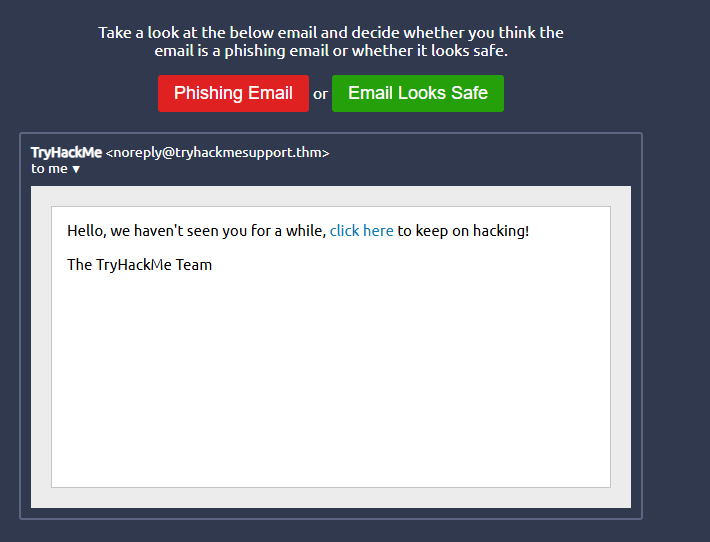 Take a look at the below email and decide whether you think the
email is a phishing email or whether it looks safe.
Phishing Email or Email Looks Safe
TryHackMe <noreply@tryhackmesupport.thm>
to me ▼
Hello, we haven't seen you for a while, click here to keep on hacking!
The TryHackMe Team